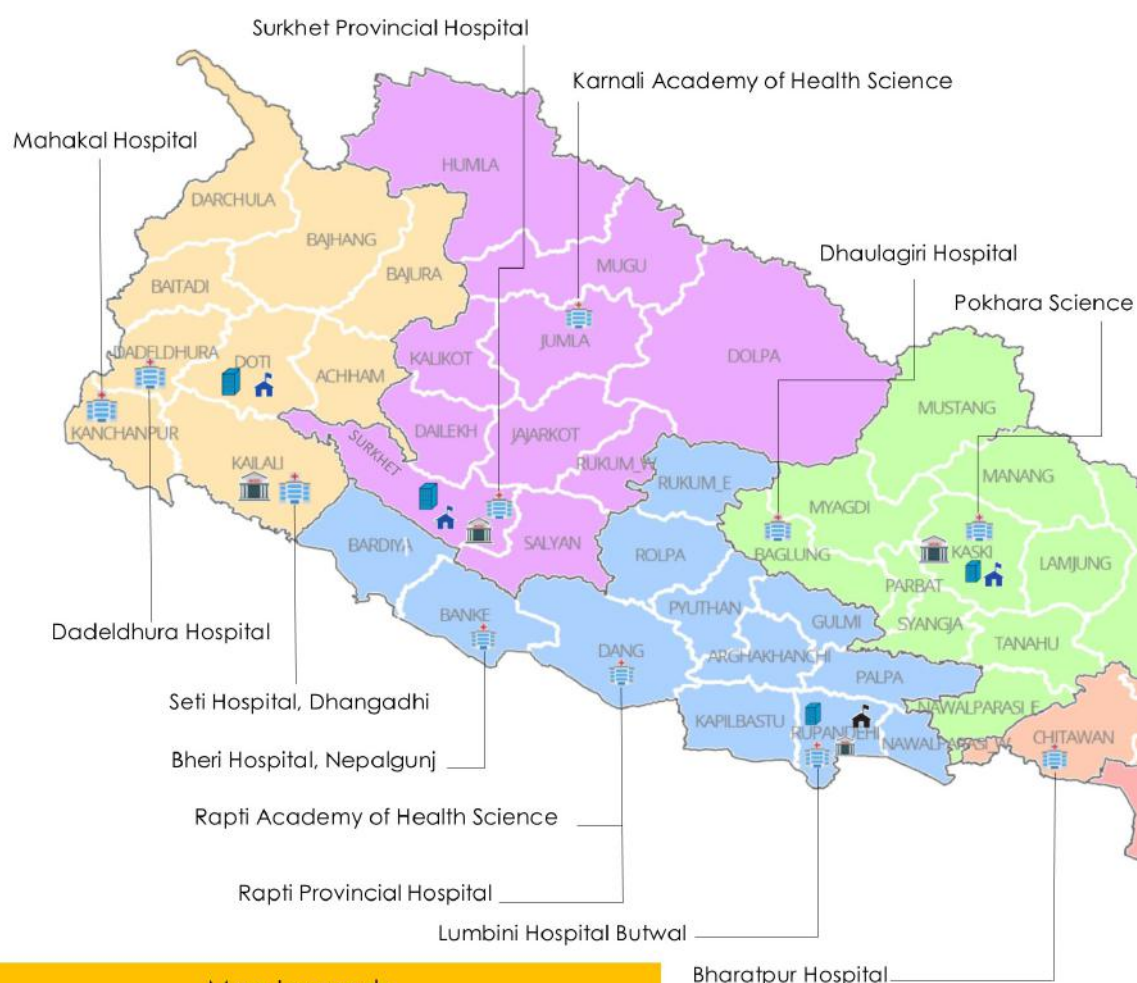 Surkhet Provincial Hospital
Karnali Academy of Health Science
Mahakal Hospital
HUMLA
DARCHULA
BAJHANG
Dhaulagiri Hospital
MUGU
BAJURA
BAITADI
Pokhara Science
JUMLA
DADELDHURA
DOTI
KALIKOT
DOLPA
ACHHAM
MUSTANG
KANCHANPUR
DAILEKH
JAJARKOT
SURKHET
KAILALI
RUKUM_W
RUKUM_E
MANANG
MYAGDI
BARDIYA
SALYAN
ROLPA
BAGLUNG
KASKI
LAMJUNG
PARBAT
PYUTHAN
BANKE
GULMI
SYANGJA
Dadeldhura Hospital
DANG
ARGHAKHANCHI
TANAHU
PALPA
Seti Hospital, Dhangadhi
NAWALPARASI_E
KAPILBASTU
RUPANDEHI
CHITAWAN
NAWALPARASI_W
Bheri Hospital, Nepalgunj
Rapti Academy of Health Science
Rapti Provincial Hospital
Lumbini Hospital Butwal
Bharatpur Hospital